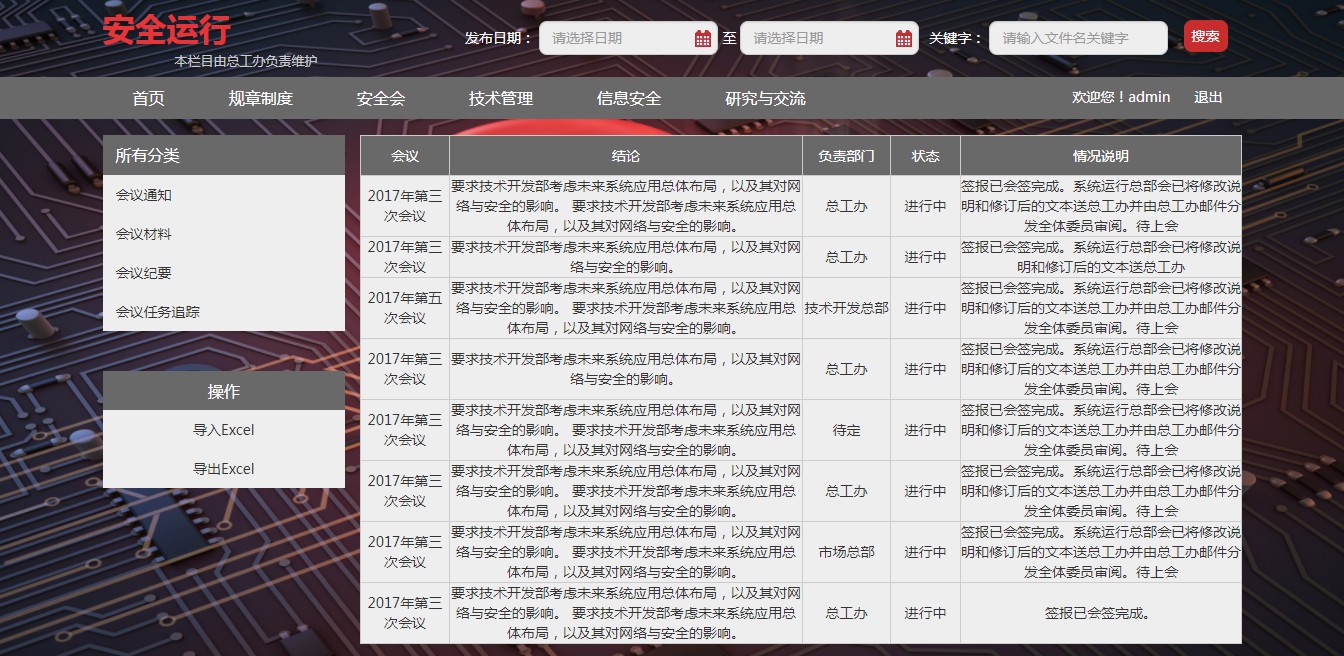 安全运行
本栏目由总工办负责维护
发布日期： 请选择日期 至 请选择日期 关键字： 请输入文件名关键字 搜索
首页 规章制度 安全会 技术管理 信息安全 研究与交流 欢迎您！admin 退出
所有分类
会议通知
会议材料
会议纪要
会议任务追踪
操作
导入Excel
导出Excel
会议 结论 负责部门 状态 情况说明
2017年第三
次会议
要求技术开发部考虑未来系统应用总体布局，以及其对网
络与安全的影响。 要求技术开发部考虑未来系统应用总
体布局，以及其对网络与安全的影响。
总工办
进行中
签报已会签完成。系统运行总部会已将修改说
明和修订后的文本送总工办并由总工办邮件分
发全体委员审阅。待上会
2017年第三
次会议
要求技术开发部考虑未来系统应用总体布局，以及其对网
络与安全的影响。
总工办
进行中
签报已会签完成。系统运行总部会已将修改说
明和修订后的文本送总工办
2017年第五
次会议
要求技术开发部考虑未来系统应用总体布局，以及其对网
络与安全的影响。 要求技术开发部考虑未来系统应用总
体布局，以及其对网络与安全的影响。
技术开发总部
进行中
签报已会签完成。系统运行总部会已将修改说
明和修订后的文本送总工办并由总工办邮件分
发全体委员审阅。待上会
2017年第三
次会议
要求技术开发部考虑未来系统应用总体布局，以及其对网
络与安全的影响。
总工办
进行中
签报已会签完成。系统运行总部会已将修改说
明和修订后的文本送总工办并由总工办邮件分
发全体委员审阅。待上会
2017年第三
次会议
要求技术开发部考虑未来系统应用总体布局，以及其对网
络与安全的影响。 要求技术开发部考虑未来系统应用总
体布局，以及其对网络与安全的影响。
待定
进行中
签报已会签完成。系统运行总部会已将修改说
明和修订后的文本送总工办并由总工办邮件分
发全体委员审阅。待上会
2017年第三
次会议
要求技术开发部考虑未来系统应用总体布局，以及其对网
络与安全的影响。 要求技术开发部考虑未来系统应用总
体布局，以及其对网络与安全的影响。
总工办
进行中
签报已会签完成。系统运行总部会已将修改说
明和修订后的文本送总工办并由总工办邮件分
发全体委员审阅。待上会
2017年第三
次会议
要求技术开发部考虑未来系统应用总体布局，以及其对网
络与安全的影响。 要求技术开发部考虑未来系统应用总
体布局，以及其对网络与安全的影响。
市场总部
进行中
签报已会签完成。系统运行总部会已将修改说
明和修订后的文本送总工办并由总工办邮件分
发全体委员审阅。待上会
2017年第三
次会议
要求技术开发部考虑未来系统应用总体布局，以及其对网
络与安全的影响。 要求技术开发部考虑未来系统应用总
体布局，以及其对网络与安全的影响。
总工办
进行中
签报已会签完成。